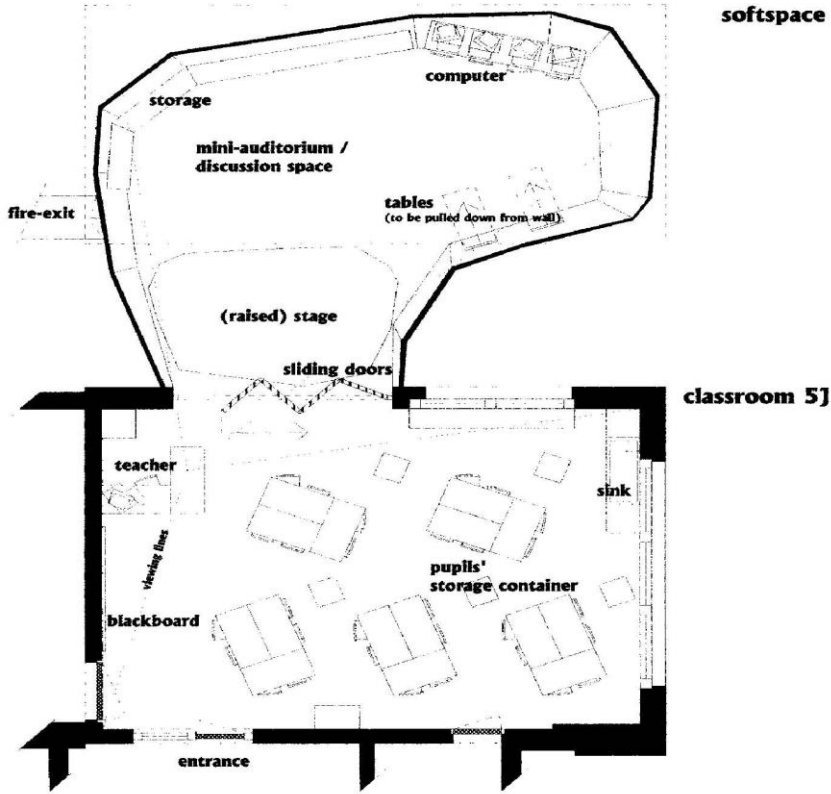 softspace
computer
storage
mini-auditorium /
discussion space
tables
(to be pulled down from wall)
fire-exit
(raised) stage
sliding doors
classroom 5J
teacher
sink
viewing lines
pupils'
storage container
blackboard
entrance